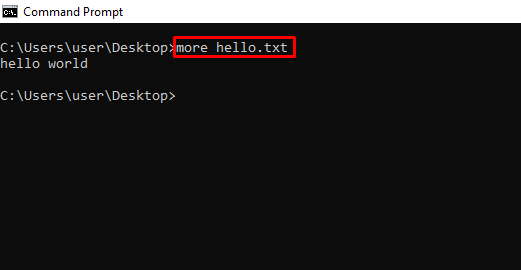 C:\. Command Prompt
C:\Users\user\Desktop>more hello.txt
hello world
C:\Users\user\Desktop>